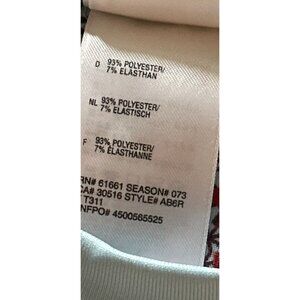 D 93% POLYESTER/
7% ELASTHAN
NL 93% POLYESTER/
7% ELASTISCH
F 93% POLYESTER/
7% ELASTHANNE
RN# 61661 SEASON# 073
CA# 30516 STYLE# AB6R
T311
NFPO# 4500565525